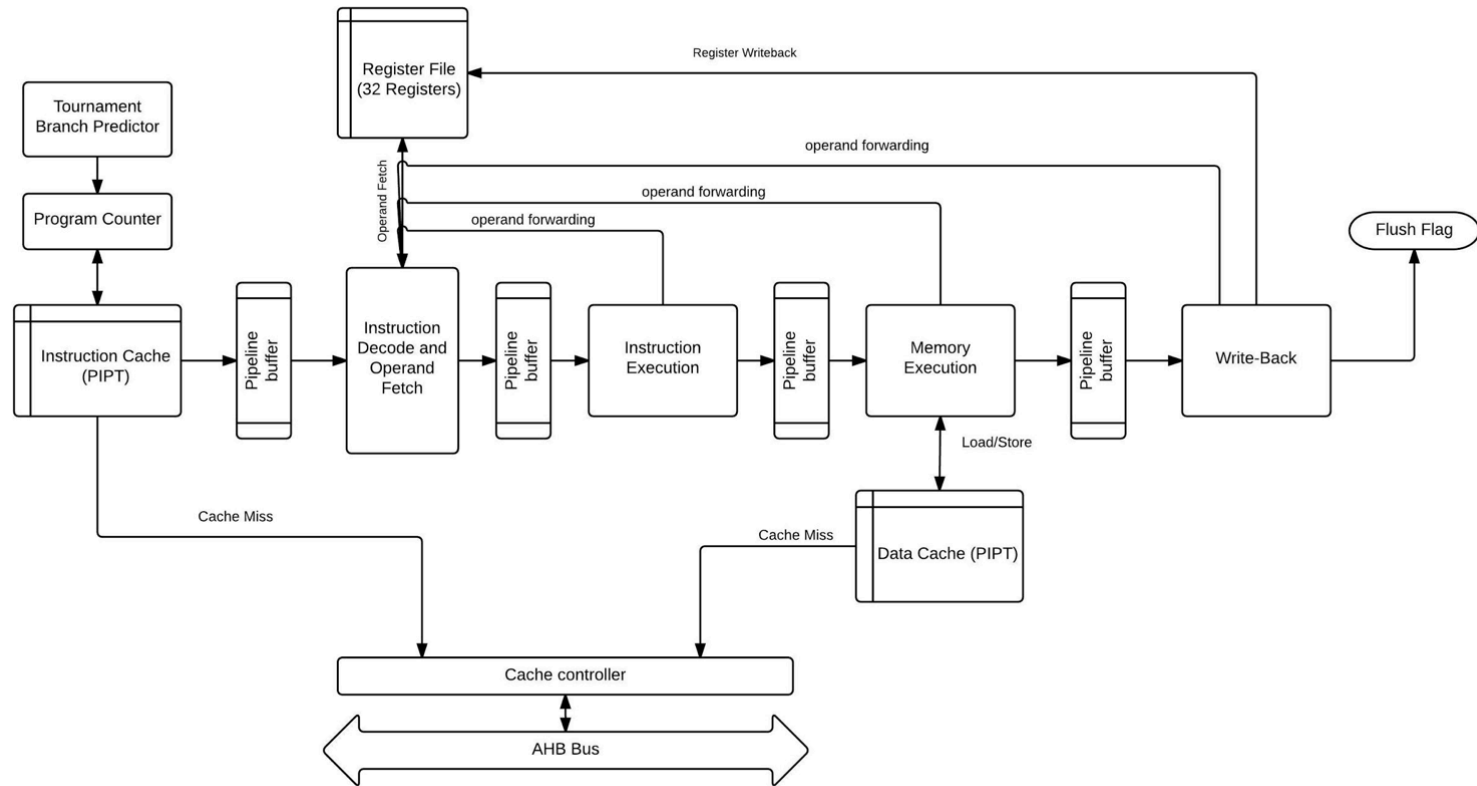 Register File
(32 Registers)
Register Writeback
Tournament
Branch Predictor
operand forwarding
Operand Fetch
operand forwarding
Program Counter
operand forwarding
Flush Flag
Instruction Cache
(PIPT)
Pipeline
buffer
Instruction
Decode and
Operand
Fetch
Pipeline
buffer
Instruction
Execution
Pipeline
buffer
Memory
Execution
Pipeline
buffer
Write-Back
Load/Store
Cache Miss
Cache Miss
Data Cache (PIPT)
Cache controller
AHB Bus